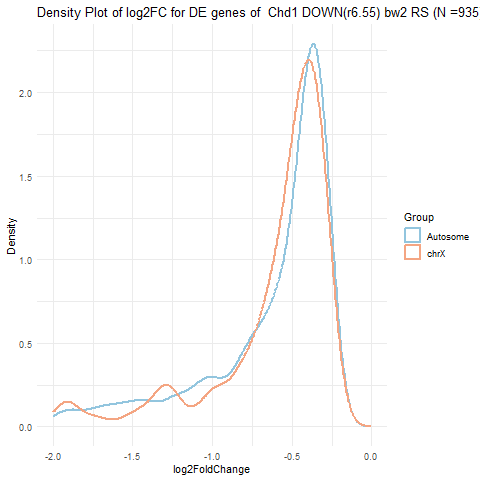 Density Plot of log2FC for DE genes of  Chd1 DOWN(r6.55) bw2 RS (N =935
Density
2.0
1.5
1.0
0.5
0.0
-2.0
-1.5
-1.0
-0.5
0.0
log2FoldChange
Group
Autosome
chrX